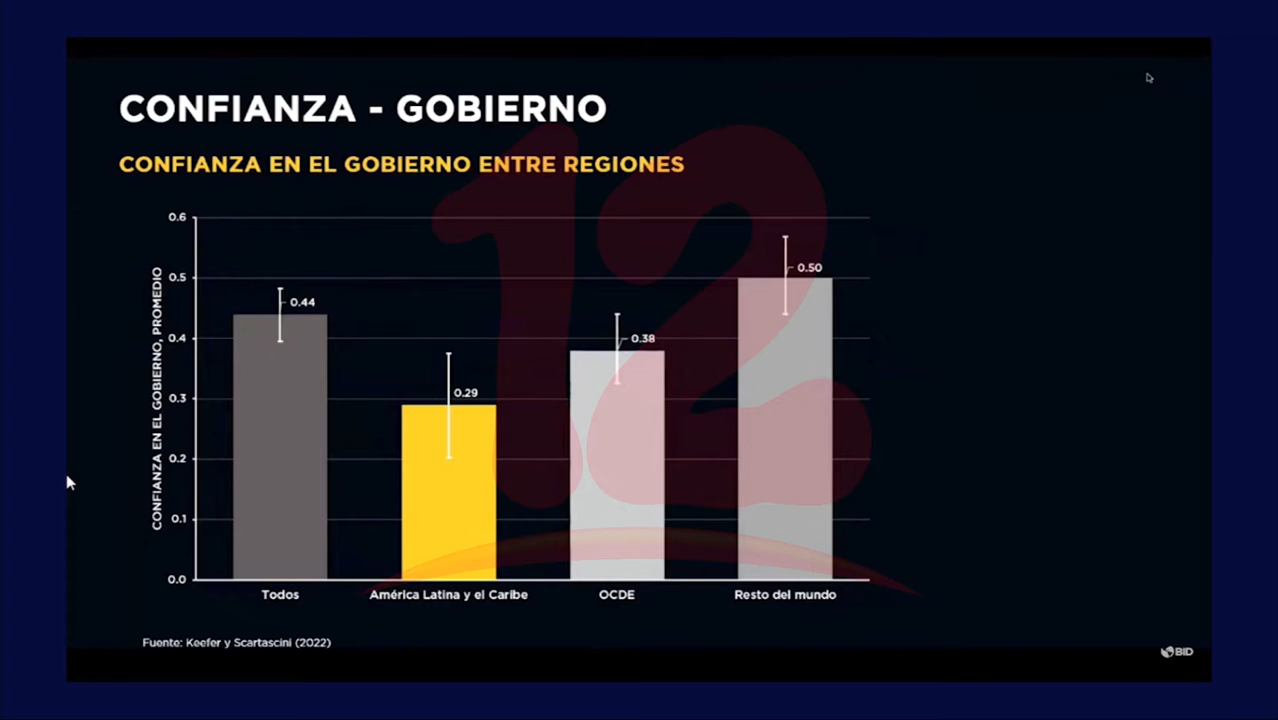 CONFIANZA - GOBIERNO
CONFIANZA EN EL GOBIERNO ENTRE REGIONES
CONFIANZA EN EL GOBIERNO, PROMEDIO
0.6
0.5
0.4
0.3
0.2
0.1
0.0
0.44
0.29
0.38
0.50
Todos
América Latina y el Caribe
OCDE
Resto del mundo
12
Fuente: Keefer y Scartascini (2022)
BID